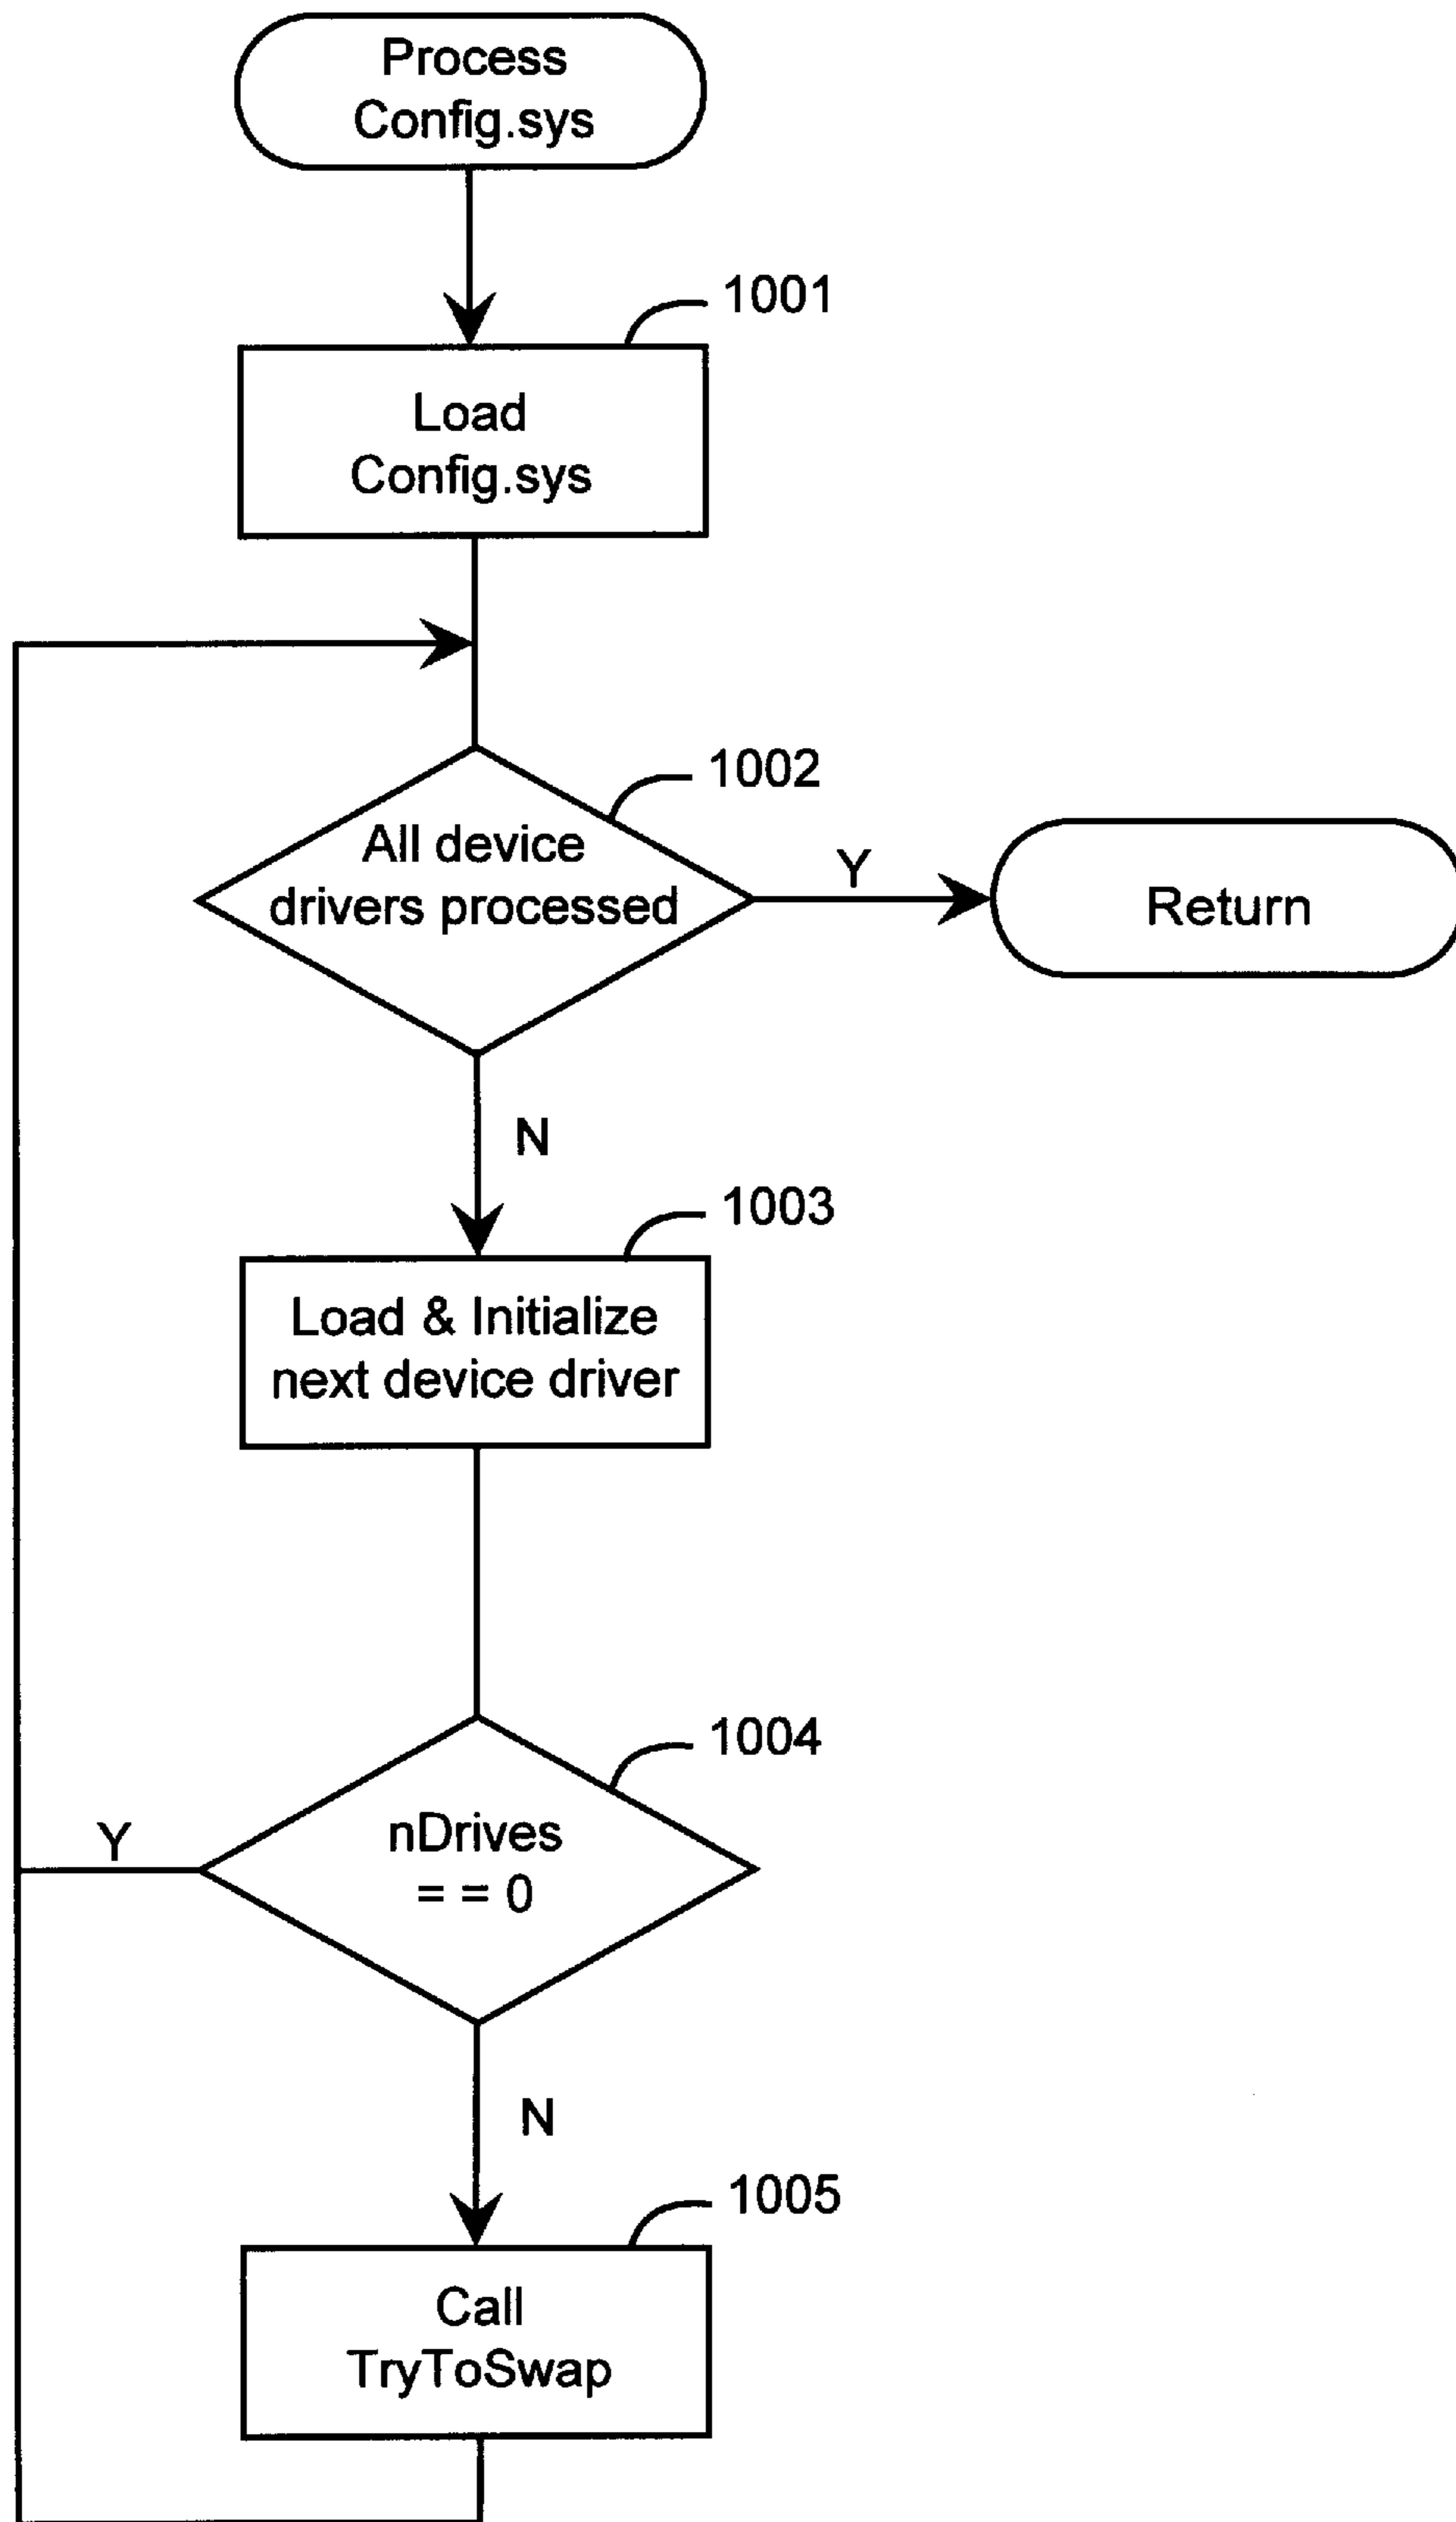 Process
Config.sys
1001
Load
Config.sys
1002
All device
drivers processed
Y
Return
N
1003
Load & Initialize
next device driver
1004
nDrives
= = 0
Y
N
1005
Call
TryToSwap